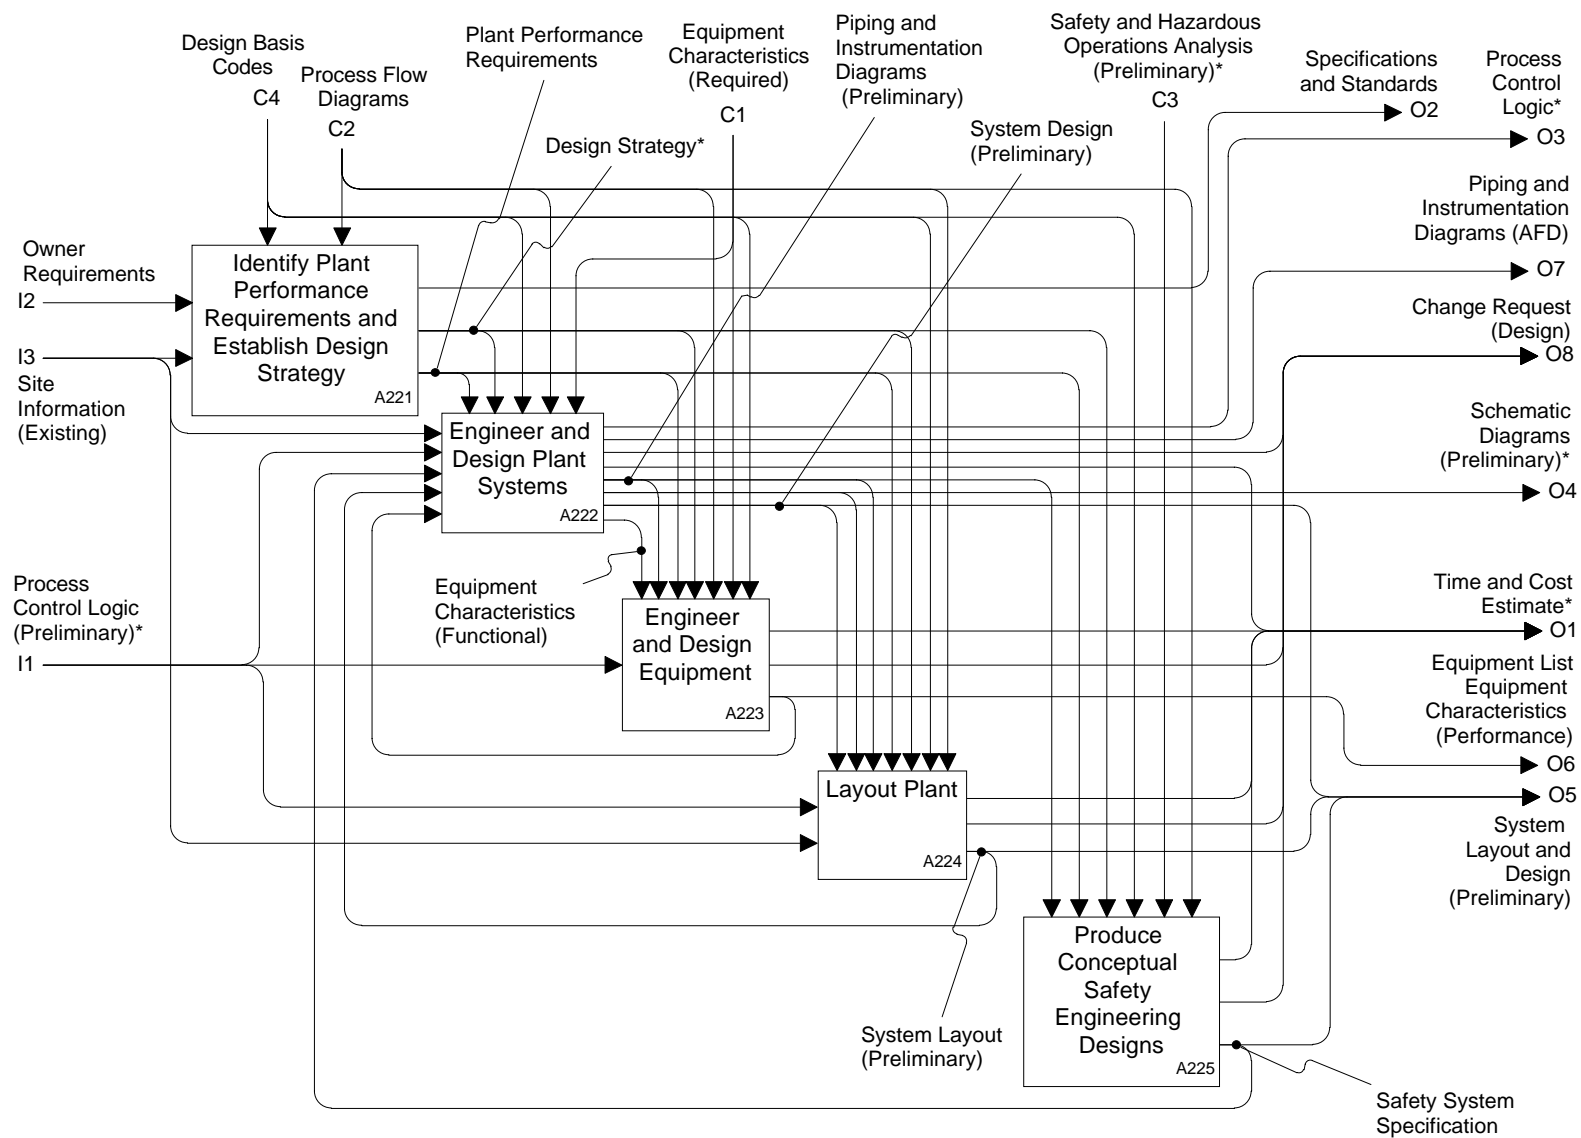 Design Basis
Codes
C4
Process Flow
Diagrams
C2
Plant Performance
Requirements
Design Strategy*
Equipment
Characteristics
(Required)
C1
Piping and
Instrumentation
Diagrams
(Preliminary)
System Design
(Preliminary)
Safety and Hazardous
Operations Analysis
(Preliminary)*
C3
Specifications
and Standards
O2
Process
Control
Logic*
O3
Piping and
Instrumentation
Diagrams (AFD)
O7
Change Request
(Design)
O8
Schematic
Diagrams
(Preliminary)*
O4
Time and Cost
Estimate*
O1
Equipment List
Equipment
Characteristics
(Performance)
O6
O5
System
Layout and
Design
(Preliminary)
Owner
Requirements
I2
I3
Site
Information
(Existing)
Process
Control Logic
(Preliminary)*
I1
Identify Plant
Performance
Requirements and
Establish Design
Strategy
A221
Engineer and
Design Plant
Systems
A222
Equipment
Characteristics
(Functional)
Engineer
and Design
Equipment
A223
Layout Plant
A224
System Layout
(Preliminary)
Produce
Conceptual
Safety
Engineering
Designs
A225
Safety System
Specification